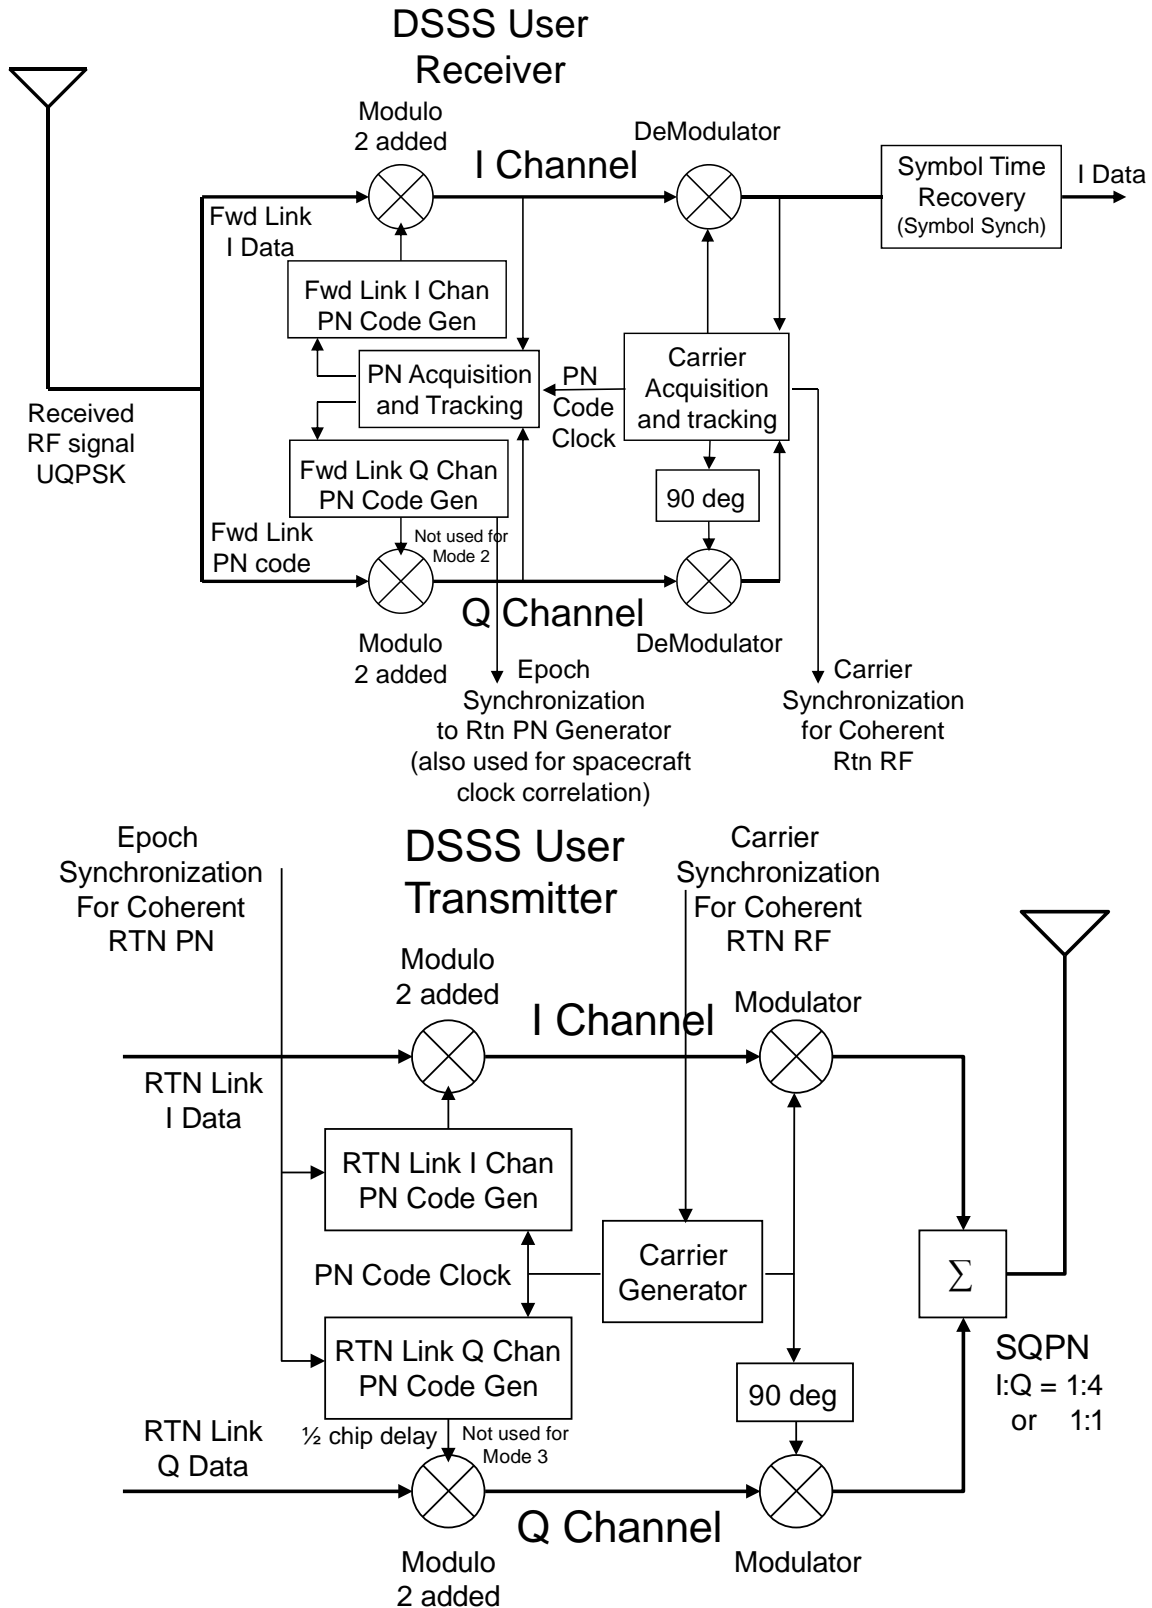 DSSS User
Receiver
Modulo
2 added
I Channel
DeModulator
Symbol Time
Recovery
(Symbol Synch)
I Data
Fwd Link
I Data
Fwd Link I Chan
PN Code Gen
PN Acquisition
and Tracking
PN
Code
Clock
Carrier
Acquisition
and tracking
Received
RF signal
UQPSK
Fwd Link Q Chan
PN Code Gen
90 deg
Fwd Link
PN code
Not used for
Mode 2
Q Channel
Modulo
2 added
DeModulator
Epoch
Synchronization
to Rtn PN Generator
(also used for spacecraft
clock correlation)
Carrier
Synchronization
for Coherent
Rtn RF
DSSS User
Transmitter
Epoch
Synchronization
For Coherent
RTN PN
Carrier
Synchronization
For Coherent
RTN RF
Modulo
2 added
I Channel
Modulator
RTN Link
I Data
RTN Link I Chan
PN Code Gen
PN Code Clock
Carrier
Generator
∑
RTN Link Q Chan
PN Code Gen
90 deg
SQPN
I:Q = 1:4
or 1:1
RTN Link
Q Data
½ chip delay
Not used for
Mode 3
Q Channel
Modulo
2 added
Modulator